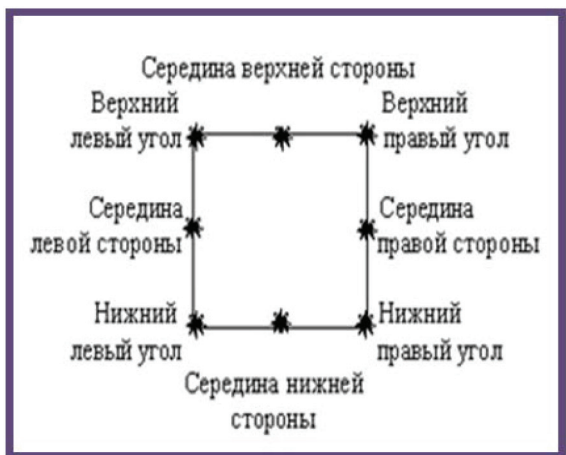 Середина верхней стороны
Верхний
левый угол
Верхний
правый угол
Середина
левой стороны
Середина
правой стороны
Нижний
левый угол
Нижний
правый угол
Середина нижней
стороны